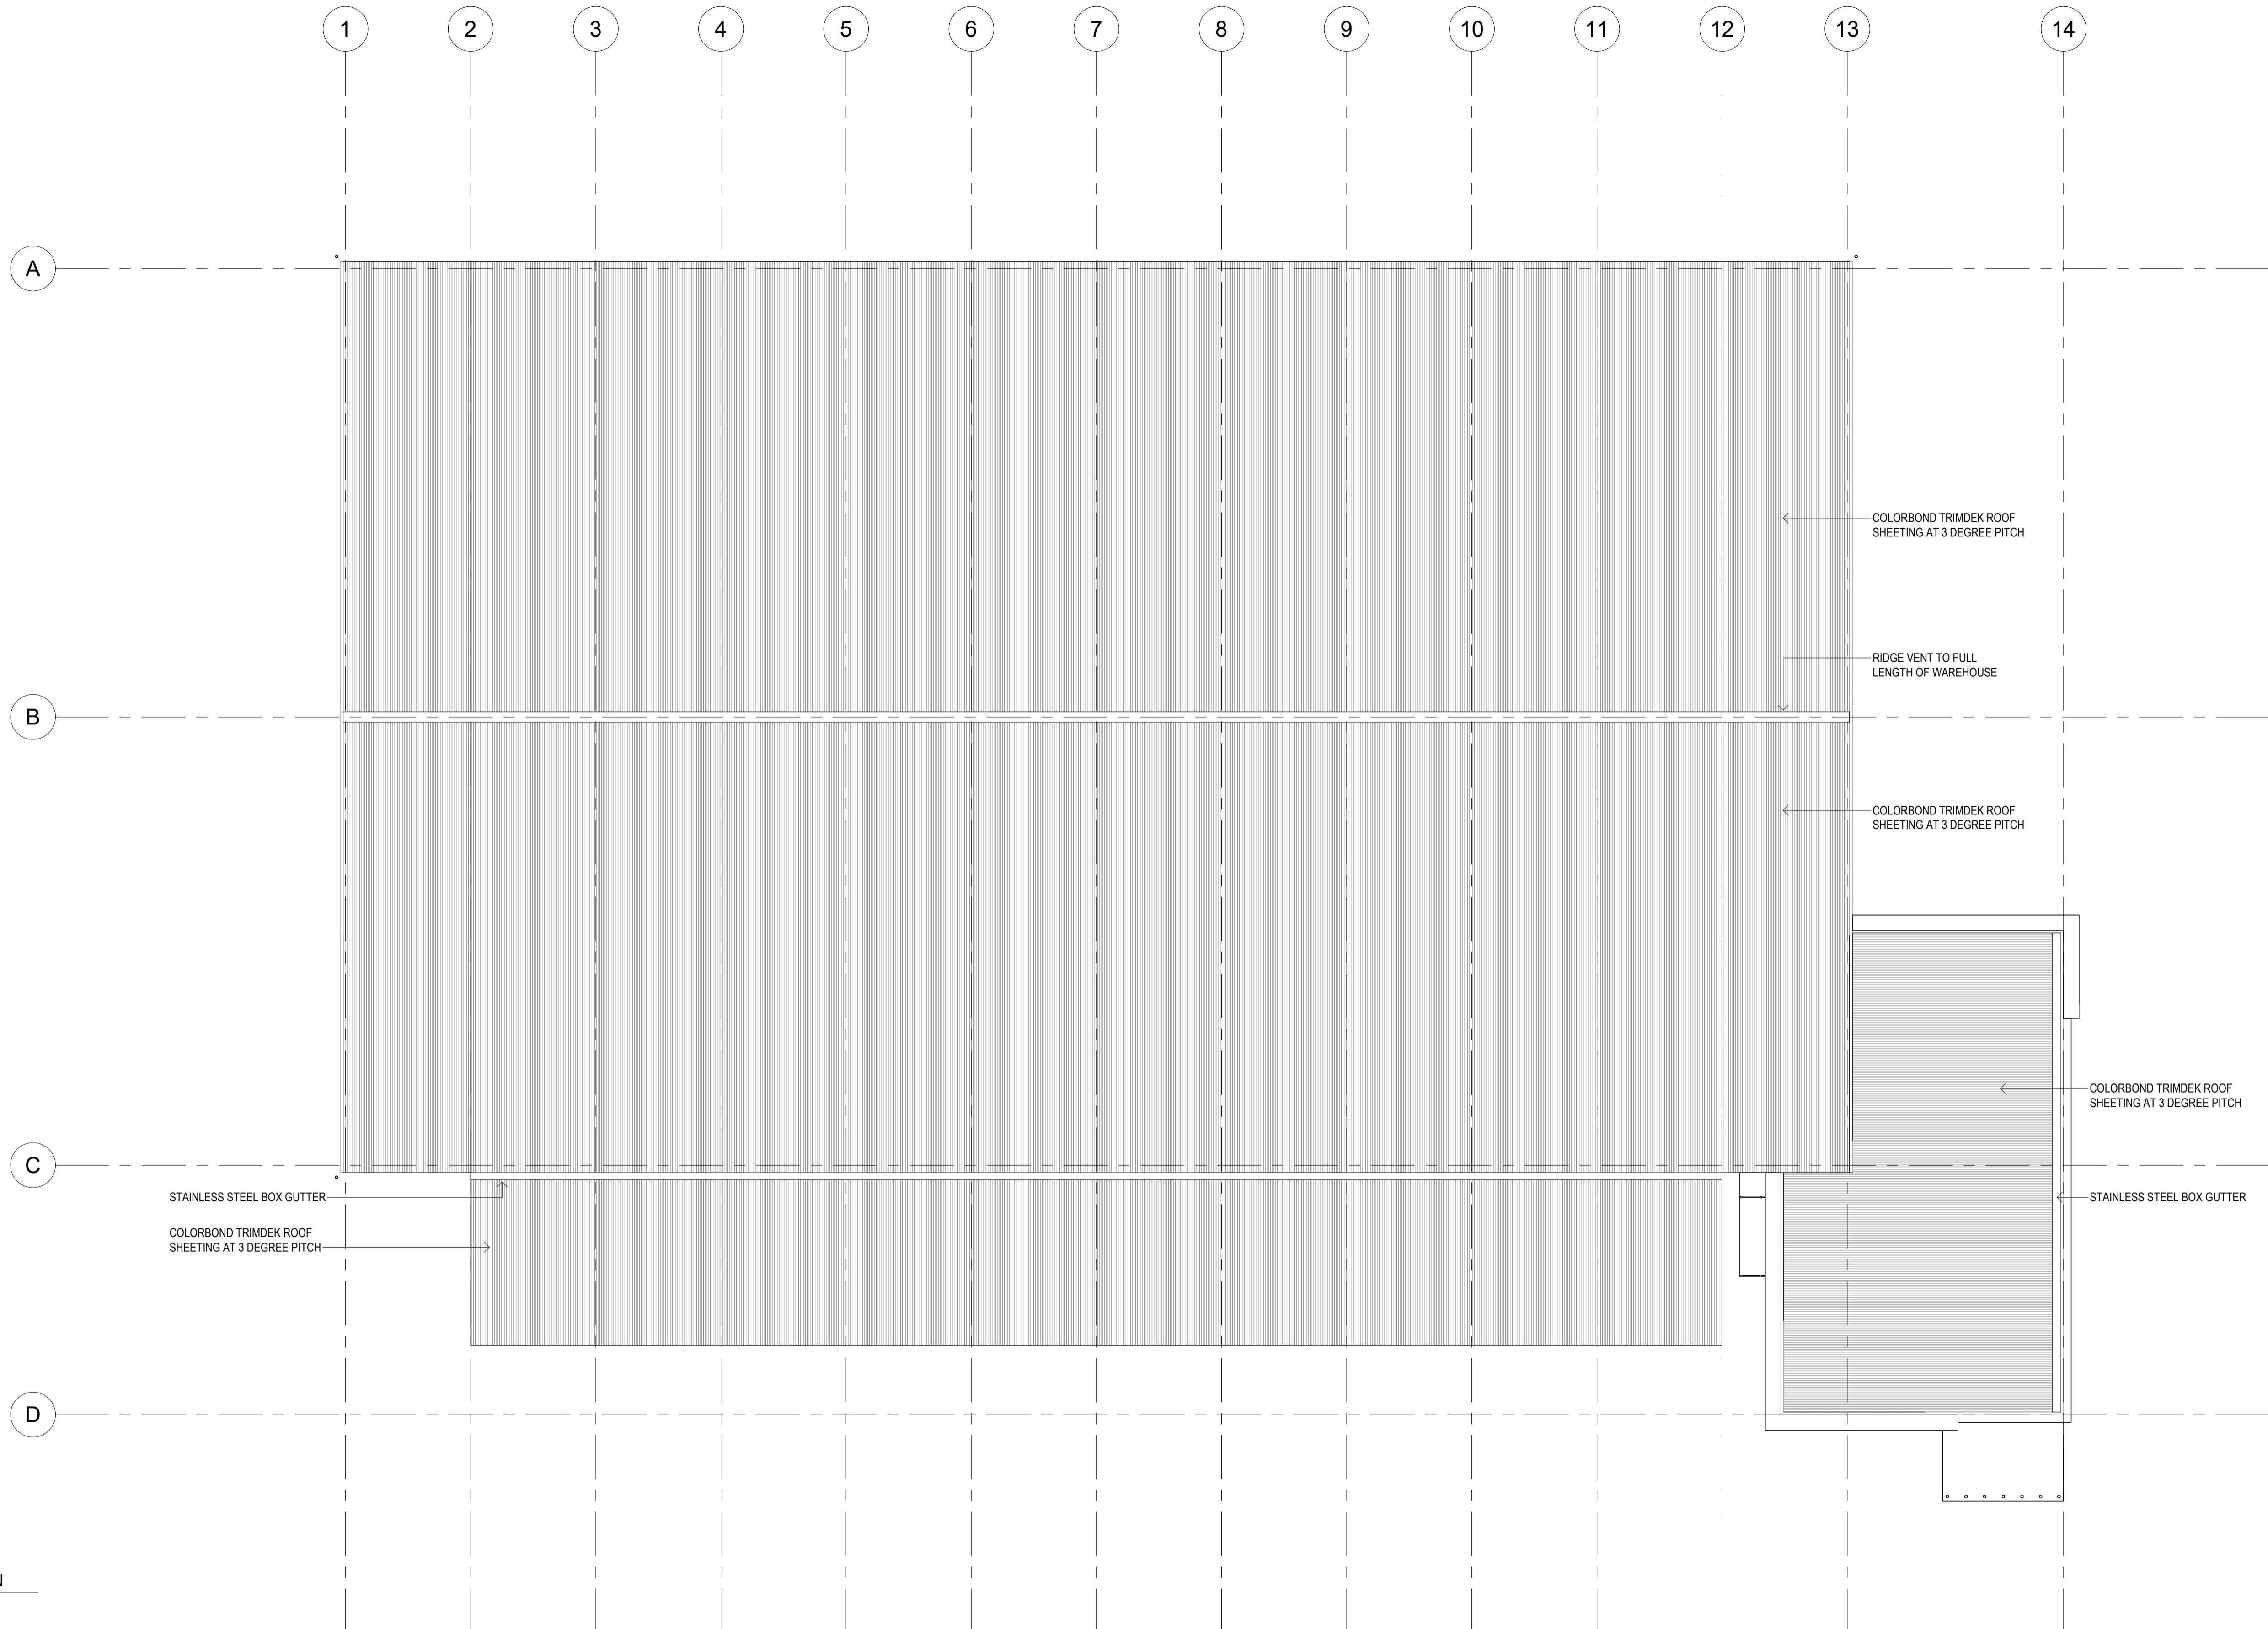 1
2
3
4
5
6
7
8
9
10
11
12
13
14
A
COLORBOND TRIMDEK ROOF
SHEETING AT 3 DEGREE PITCH
RIDGE VENT TO FULL
LENGTH OF WAREHOUSE
B
COLORBOND TRIMDEK ROOF
SHEETING AT 3 DEGREE PITCH
COLORBOND TRIMDEK ROOF
SHEETING AT 3 DEGREE PITCH
C
STAINLESS STEEL BOX GUTTER
STAINLESS STEEL BOX GUTTER
COLORBOND TRIMDEK ROOF
SHEETING AT 3 DEGREE PITCH
D